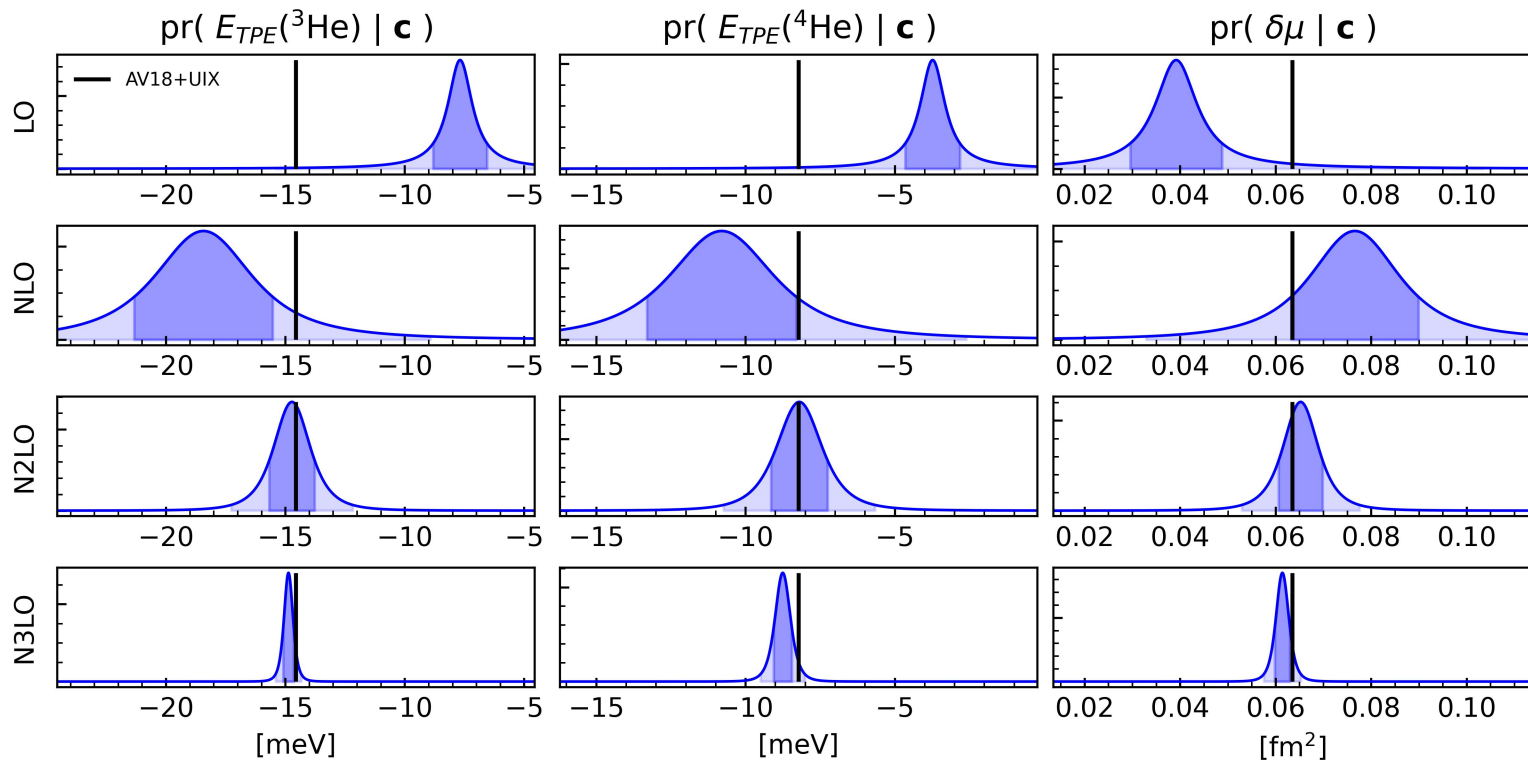 pr( E_TPE(³He) | c ) pr( E_TPE(⁴He) | c ) pr( δμ | c )
LO
AV18+UIX
−20 −15 −10 −5 −15 −10 −5 0.02 0.04 0.06 0.08 0.10
NLO
−20 −15 −10 −5 −15 −10 −5 0.02 0.04 0.06 0.08 0.10
N2LO
−20 −15 −10 −5 −15 −10 −5 0.02 0.04 0.06 0.08 0.10
N3LO
−20 −15 −10 −5 −15 −10 −5 0.02 0.04 0.06 0.08 0.10
[meV] [meV] [fm²]